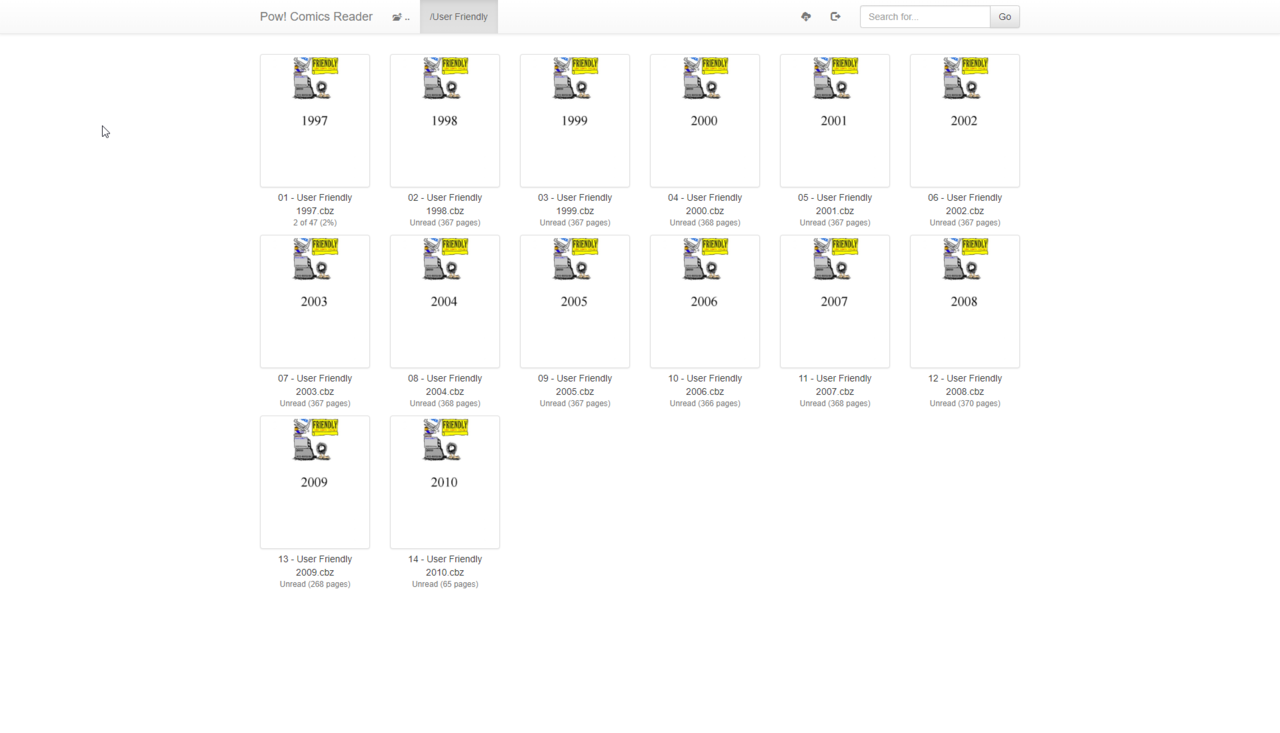 Pow! Comics Reader .. /User Friendly Search for... Go
FRIENDLY FRIENDLY FRIENDLY FRIENDLY FRIENDLY FRIENDLY
1997 1998 1999 2000 2001 2002
01 - User Friendly 02 - User Friendly 03 - User Friendly 04 - User Friendly 05 - User Friendly 06 - User Friendly
1997.cbz 1998.cbz 1999.cbz 2000.cbz 2001.cbz 2002.cbz
2 of 47 (2%) Unread (367 pages) Unread (367 pages) Unread (368 pages) Unread (367 pages) Unread (367 pages)
FRIENDLY FRIENDLY FRIENDLY FRIENDLY FRIENDLY FRIENDLY
2003 2004 2005 2006 2007 2008
07 - User Friendly 08 - User Friendly 09 - User Friendly 10 - User Friendly 11 - User Friendly 12 - User Friendly
2003.cbz 2004.cbz 2005.cbz 2006.cbz 2007.cbz 2008.cbz
Unread (367 pages) Unread (368 pages) Unread (367 pages) Unread (366 pages) Unread (368 pages) Unread (370 pages)
FRIENDLY FRIENDLY
2009 2010
13 - User Friendly 14 - User Friendly
2009.cbz 2010.cbz
Unread (268 pages) Unread (65 pages)